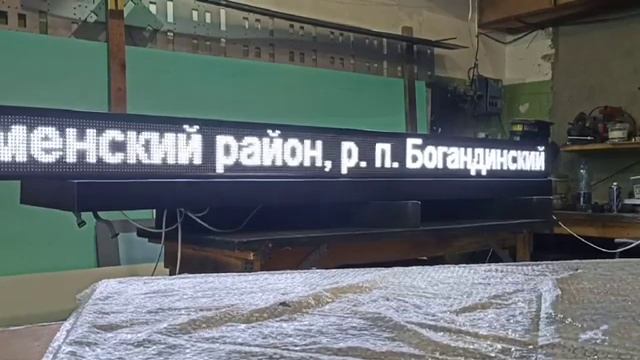 менский район, р. п. Богандинский